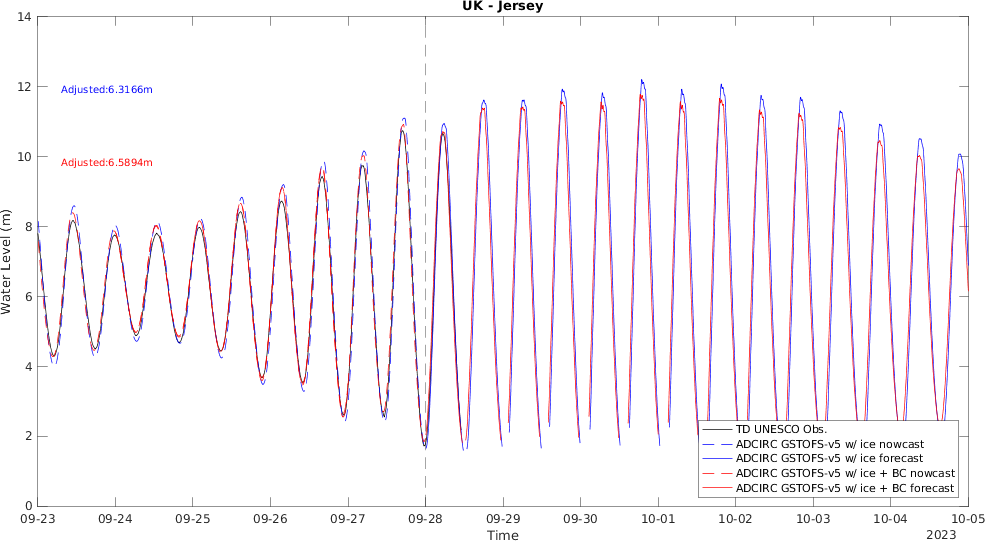 UK - Jersey
14
12
10
8
6
4
2
0
Water Level (m)
Adjusted:6.3166m
Adjusted:6.5894m
TD UNESCO Obs.
ADCIRC GSTOFS-v5 w/ ice nowcast
ADCIRC GSTOFS-v5 w/ ice forecast
ADCIRC GSTOFS-v5 w/ ice + BC nowcast
ADCIRC GSTOFS-v5 w/ ice + BC forecast
09-23 09-24 09-25 09-26 09-27 09-28 09-29 09-30 10-01 10-02 10-03 10-04 10-05
Time
2023